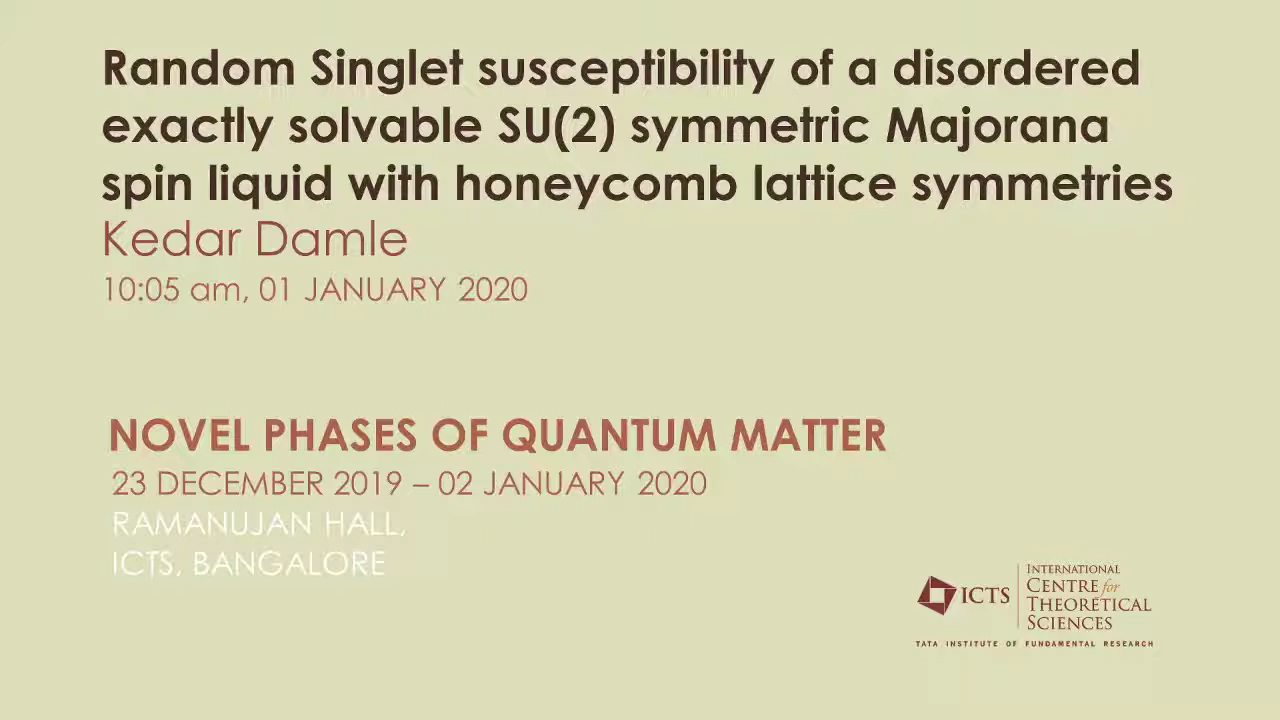 Random Singlet susceptibility of a disordered
exactly solvable SU(2) symmetric Majorana
spin liquid with honeycomb lattice symmetries
Kedar Damle
10:05 am, 01 JANUARY 2020
NOVEL PHASES OF QUANTUM MATTER
23 DECEMBER 2019 – 02 JANUARY 2020
RAMANUJAN HALL,
ICTS, BANGALORE
ICTS
INTERNATIONAL
CENTRE for
THEORETICAL
SCIENCES
TATA INSTITUTE OF FUNDAMENTAL RESEARCH